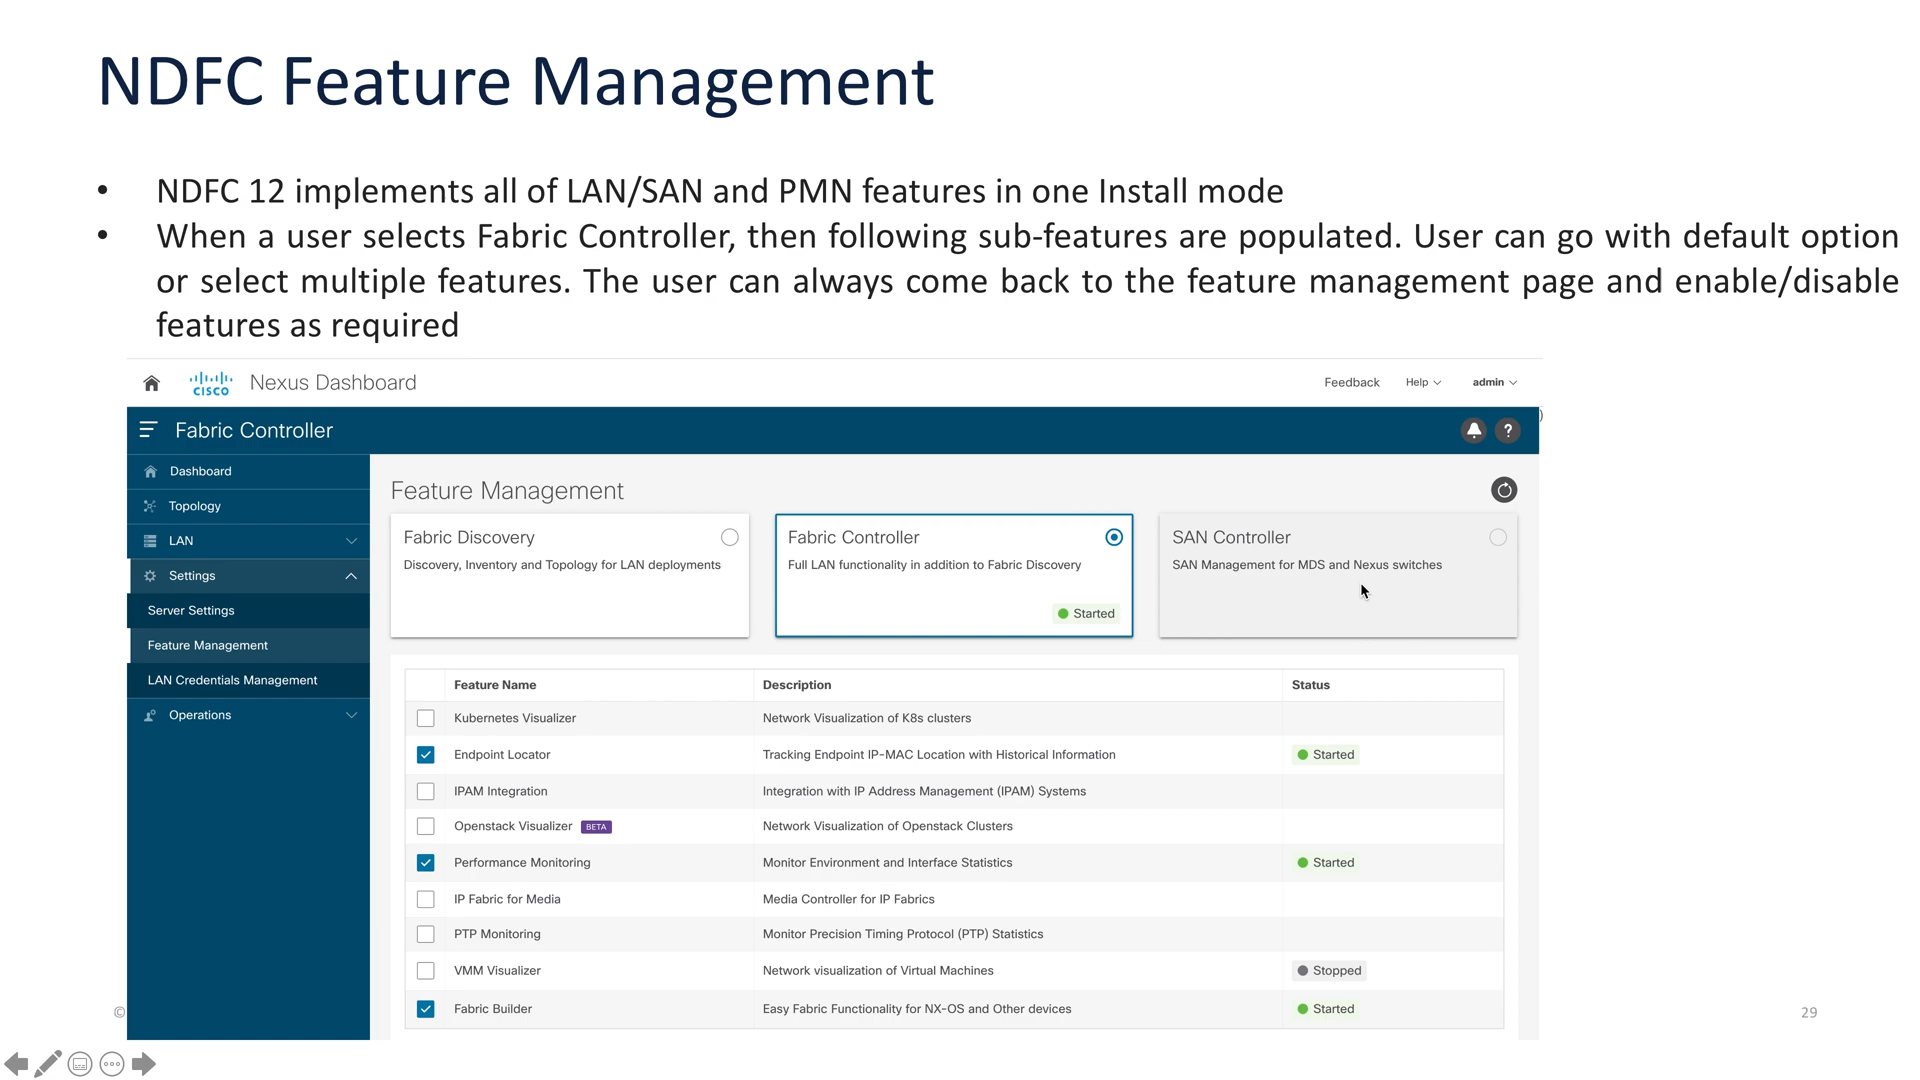 NDFC Feature Management
• NDFC 12 implements all of LAN/SAN and PMN features in one Install mode
• When a user selects Fabric Controller, then following sub-features are populated. User can go with default option
or select multiple features. The user can always come back to the feature management page and enable/disable
features as required
CISCO Nexus Dashboard Feedback Help admin
)
Fabric Controller ?
Dashboard
Topology
LAN
Settings
Server Settings
Feature Management
LAN Credentials Management
Operations
Feature Management
Fabric Discovery
Discovery, Inventory and Topology for LAN deployments
Fabric Controller
Full LAN functionality in addition to Fabric Discovery
Started
SAN Controller
SAN Management for MDS and Nexus switches
Feature Name Description Status
Kubernetes Visualizer Network Visualization of K8s clusters
Endpoint Locator Tracking Endpoint IP-MAC Location with Historical Information Started
IPAM Integration Integration with IP Address Management (IPAM) Systems
Openstack Visualizer BETA Network Visualization of Openstack Clusters
Performance Monitoring Monitor Environment and Interface Statistics Started
IP Fabric for Media Media Controller for IP Fabrics
PTP Monitoring Monitor Precision Timing Protocol (PTP) Statistics
VMM Visualizer Network visualization of Virtual Machines Stopped
Fabric Builder Easy Fabric Functionality for NX-OS and Other devices Started
© 29